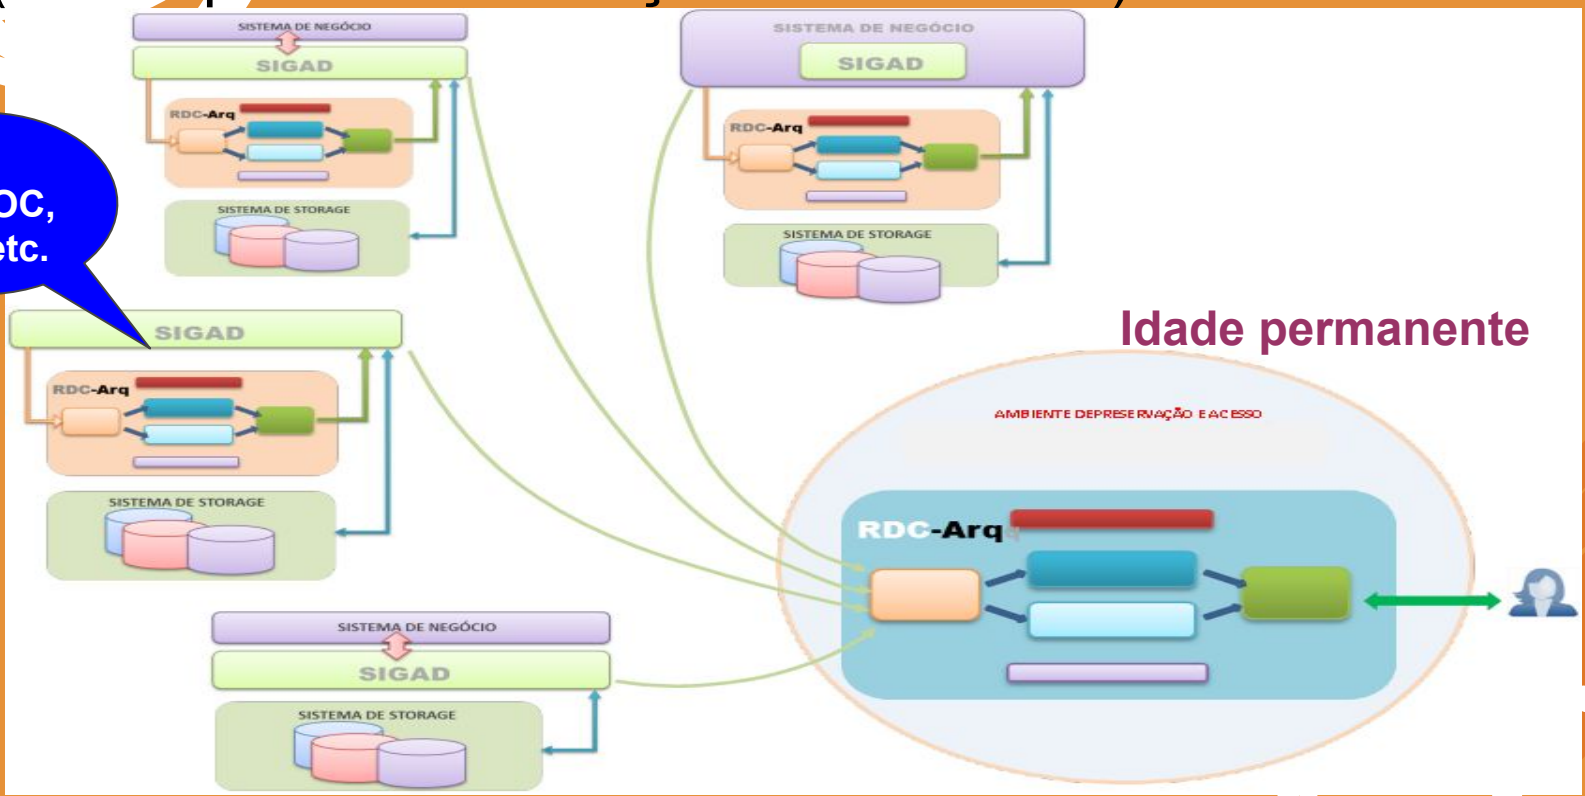 SISTEMA DE NEGÓCIO
SIGAD
RDC-Arq
SISTEMA DE STORAGE
SISTEMA DE NEGÓCIO
SIGAD
RDC-Arq
SISTEMA DE STORAGE
OC,
etc.
SIGAD
RDC-Arq
SISTEMA DE STORAGE
Idade permanente
AMBIENTE DEPRESERVAÇÃO E ACESSO
RDC-Arq
SISTEMA DE NEGÓCIO
SIGAD
SISTEMA DE STORAGE